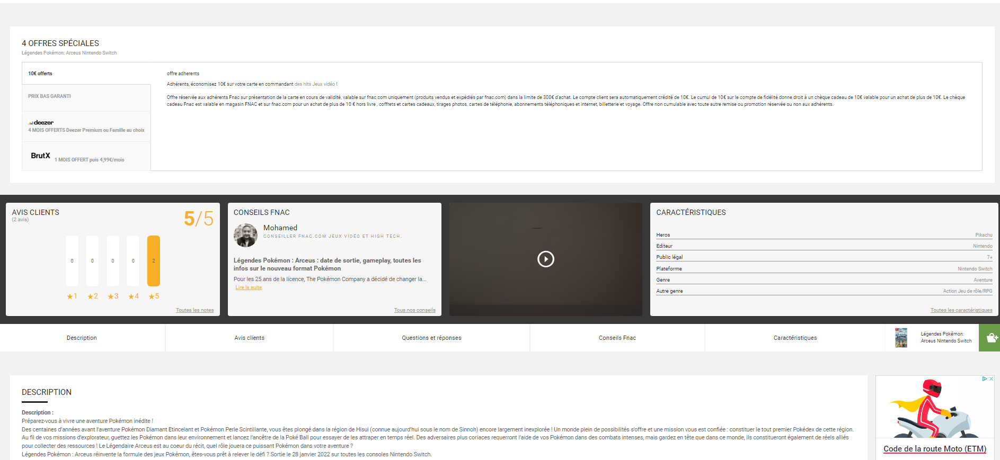 4 OFFRES SPÉCIALES
Légendes Pokémon: Arceus Nintendo Switch
10€ offerts
PRIX BAS GARANTI
deezer
4 MOIS OFFERTS Deezer Premium ou Famille au choix
BrutX 1 MOIS OFFERT puis 4,99€/mois
offre adherents
Adhérents, économisez 10€ sur votre carte en commandant des hits Jeux vidéo !
Offre réservée aux adhérents Fnac sur présentation de la carte en cours de validité, valable sur fnac.com uniquement (produits vendus et expédiés par fnac.com) dans la limite de 300€ d'achat. Le compte client sera automatiquement crédité de 10€. Le cumul de 10€ sur le compte de fidélité donne droit à un chèque cadeau de 10€ valable pour un achat de plus de 10€. Le chèque
cadeau Fnac est valable en magasin FNAC et sur fnac.com pour un achat de plus de 10 € hors livre , coffrets et cartes cadeaux, tirages photos, cartes de téléphonie, abonnements téléphoniques et internet, billetterie et voyage. Offre non cumulable avec toute autre remise ou promotion réservée ou non aux adhérents.
AVIS CLIENTS
(2 avis)
5/5
0 0 0 0 2
★1 ★2 ★3 ★4 ★5
Toutes les notes
CONSEILS FNAC
Mohamed
CONSEILLER FNAC.COM JEUX VIDÉO ET HIGH TECH.
Légendes Pokémon : Arceus : date de sortie, gameplay, toutes les
infos sur le nouveau format Pokémon
Pour les 25 ans de la licence, The Pokémon Company a décidé de changer la...
Lire la suite
Tous nos conseils
CARACTÉRISTIQUES
Heros Pikachu
Editeur Nintendo
Public légal 7+
Plateforme Nintendo Switch
Genre Aventure
Autre genre Action Jeu de rôle/RPG
Toutes les caractéristiques
Description Avis clients Questions et réponses Conseils Fnac Caractéristiques
Légendes Pokémon:
Arceus Nintendo Switch
DESCRIPTION
Description :
Préparez-vous à vivre une aventure Pokémon inédite !
Des centaines d'années avant l'aventure Pokémon Diamant Etincelant et Pokémon Perle Scintillante, vous êtes plongé dans la région de Hisui (connue aujourd'hui sous le nom de Sinnoh) encore largement inexplorée ! Un monde plein de possibilités s'offre et une mission vous est confiée : constituer le tout premier Pokédex de cette région.
Au fil de vos missions d'explorateur, guettez les Pokémon dans leur environnement et lancez l'ancêtre de la Poké Ball pour essayer de les attraper en temps réel. Des adversaires plus coriaces requerront l'aide de vos Pokémon dans des combats intenses, mais gardez en tête que dans ce monde, ils constitueront également de réels alliés
pour collecter des ressources ! Le Légendaire Arceus est au coeur du récit, quel rôle jouera ce puissant Pokémon dans votre aventure ?
Légendes Pokémon : Arceus réinvente la formule des jeux Pokémon, êtes-vous prêt à relever le défi ? Sortie le 28 janvier 2022 sur toutes les consoles Nintendo Switch.
Code de la route Moto (ETM)